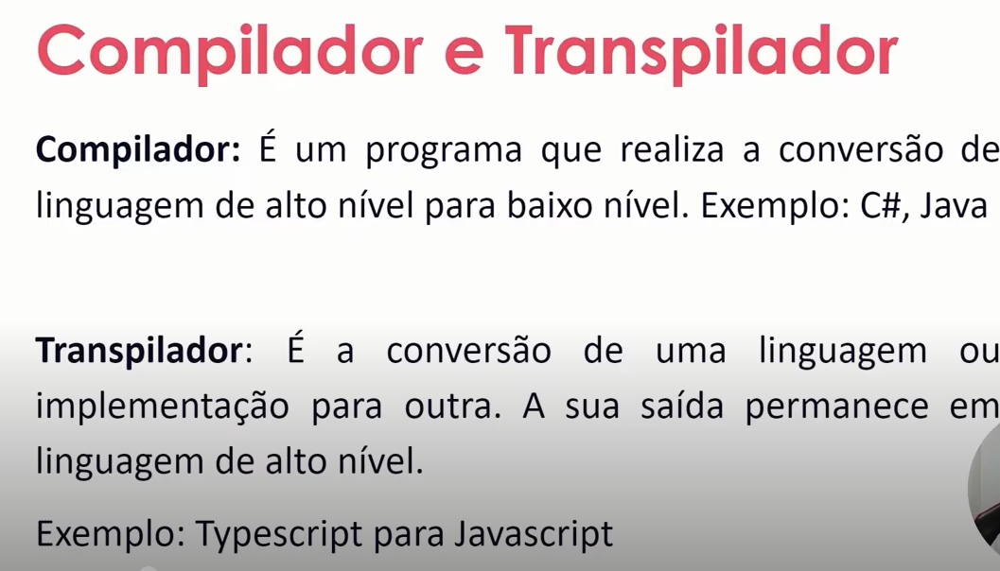 Compilador e Transpilador
Compilador: É um programa que realiza a conversão de
linguagem de alto nível para baixo nível. Exemplo: C#, Java
Transpilador: É a conversão de uma linguagem ou
implementação para outra. A sua saída permanece em
linguagem de alto nível.
Exemplo: Typescript para Javascript